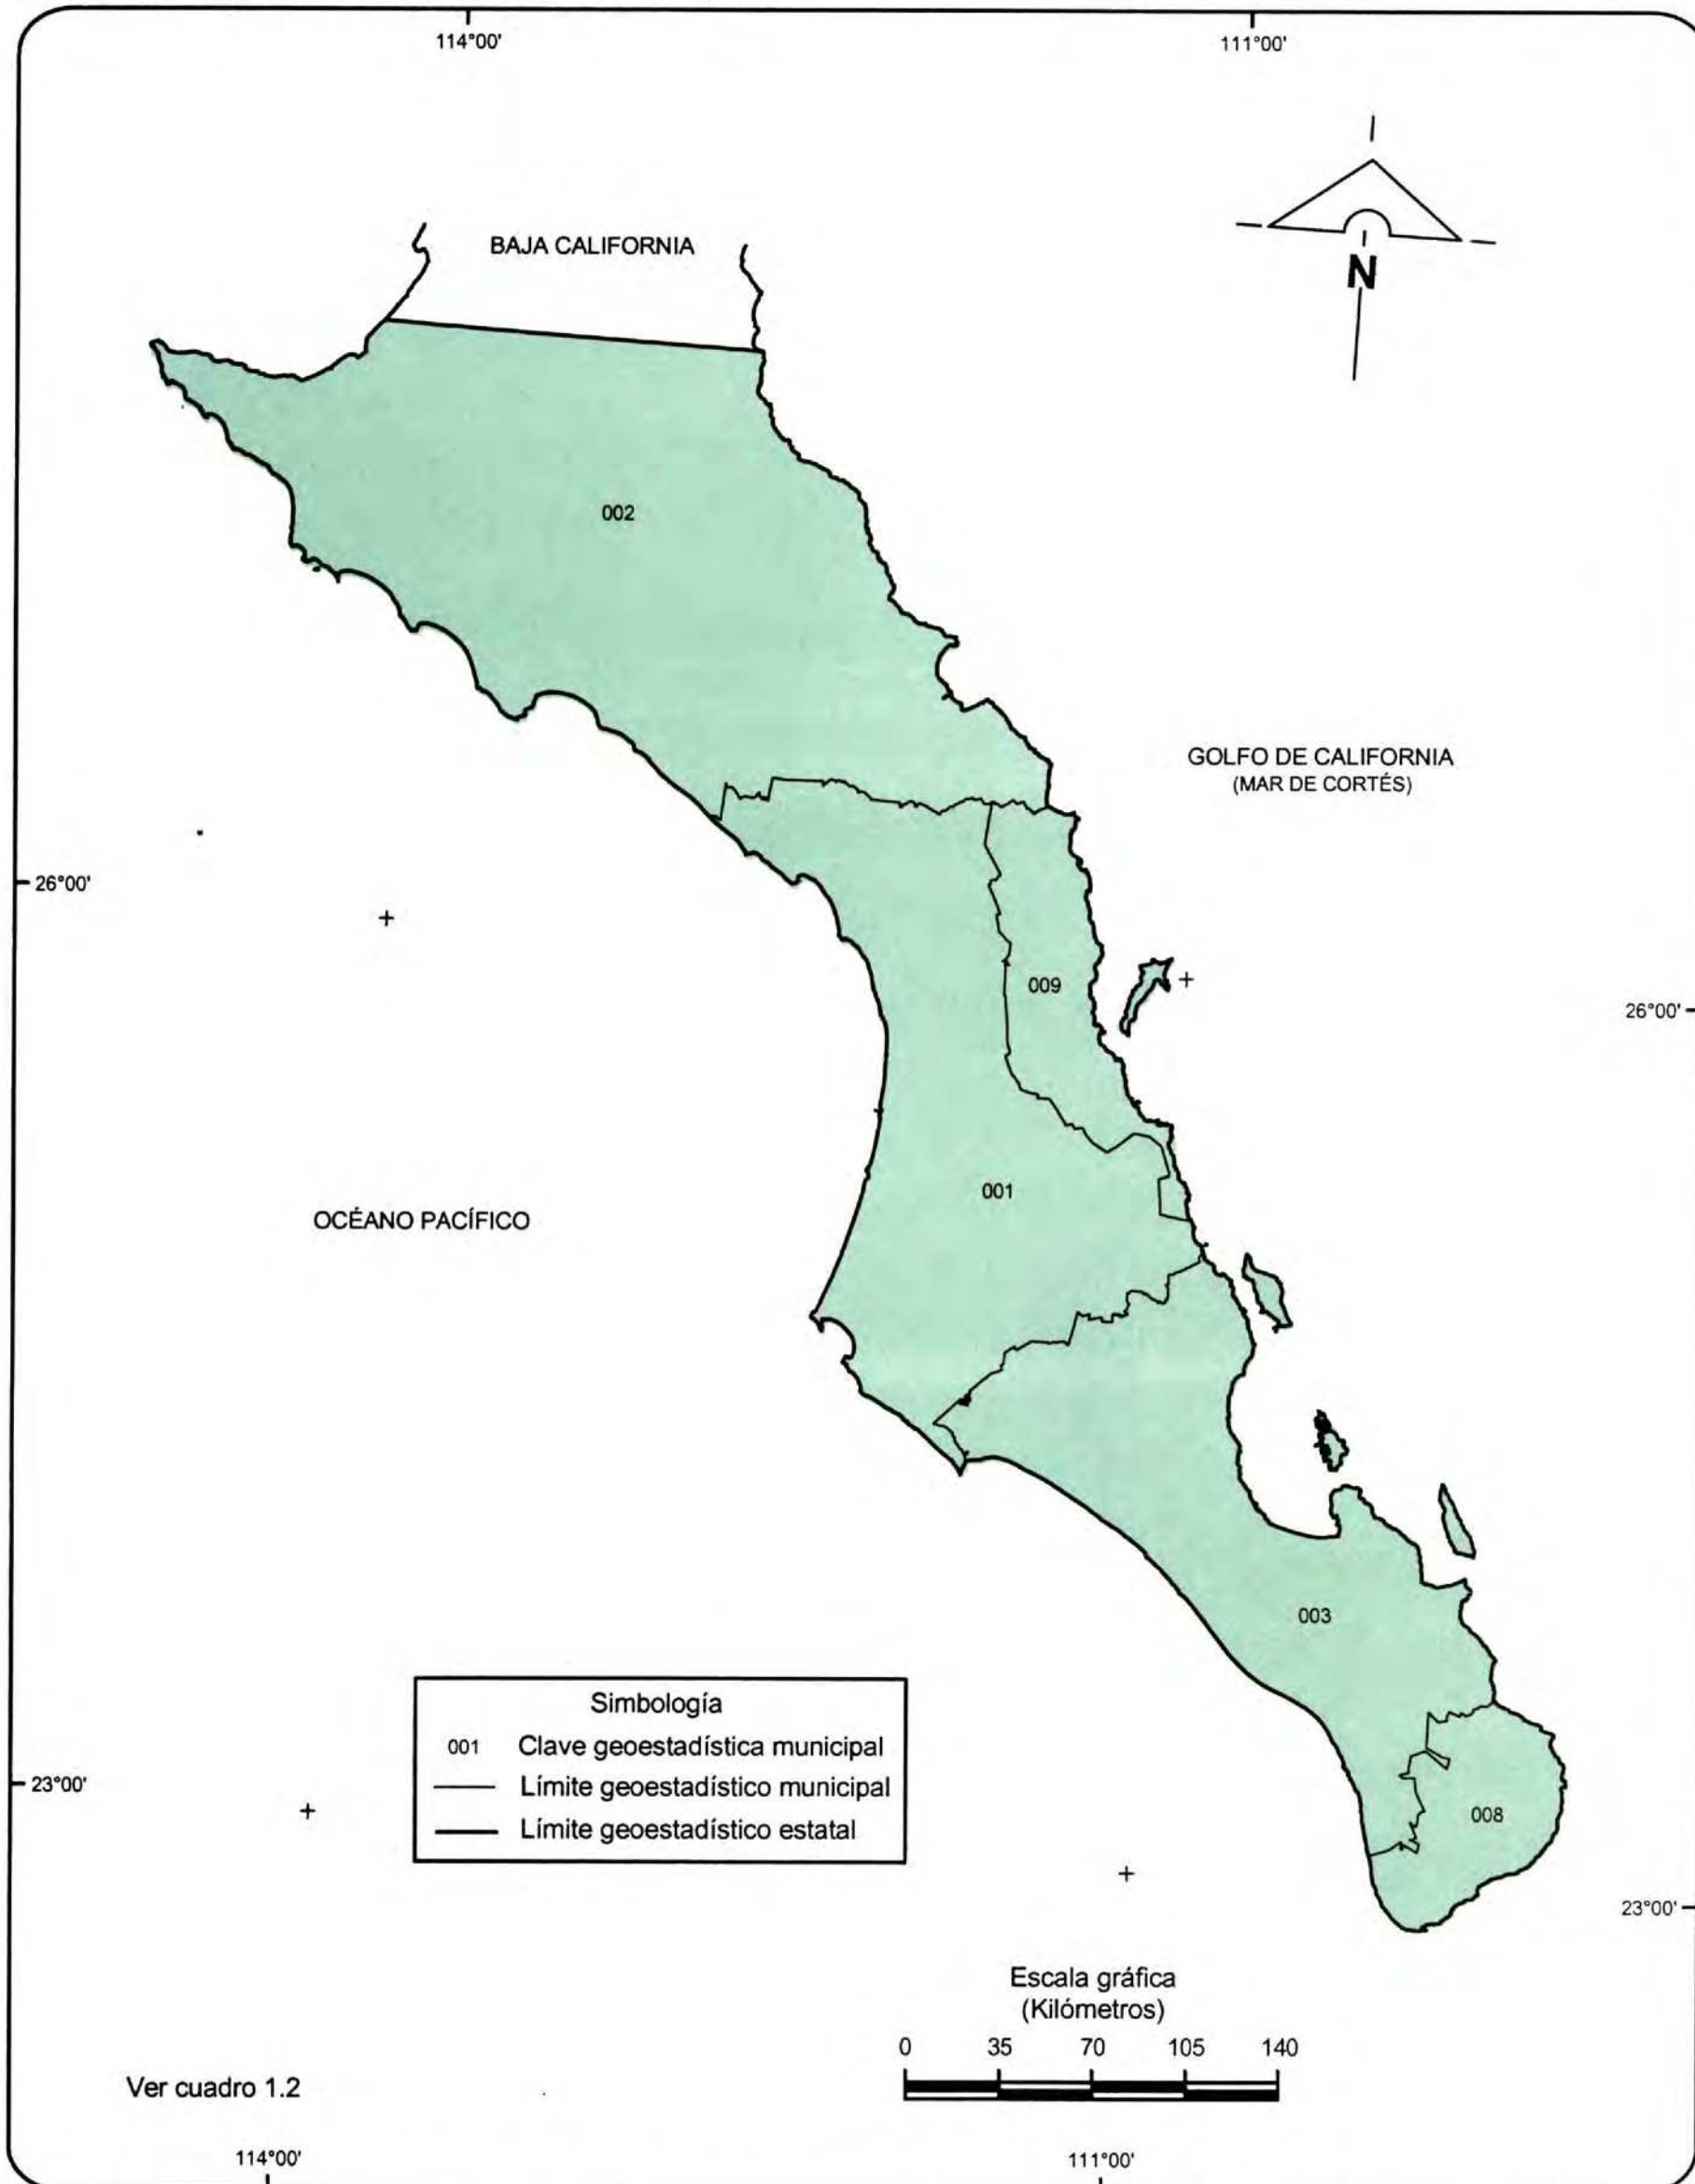 114°00'
111°00'
BAJA CALIFORNIA
N
002
GOLFO DE CALIFORNIA
(MAR DE CORTÉS)
26°00'
009
26°00'
001
OCÉANO PACÍFICO
003
Simbología
001 Clave geoestadística municipal
Límite geoestadístico municipal
Límite geoestadístico estatal
23°00'
008
23°00'
Escala gráfica
(Kilómetros)
0 35 70 105 140
Ver cuadro 1.2
114°00'
111°00'